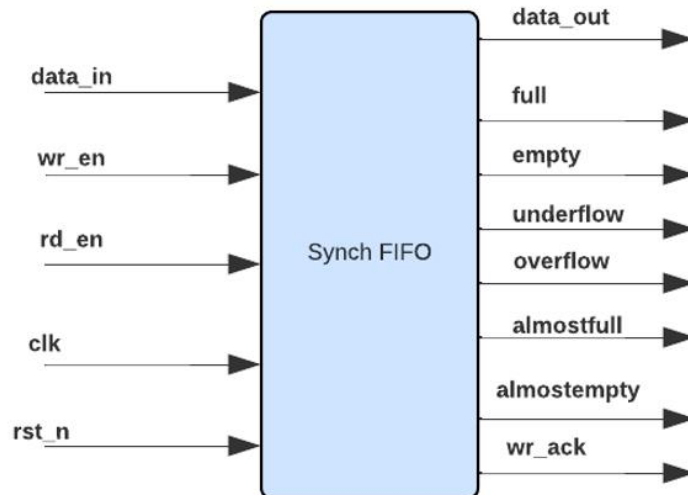 data_in
wr_en
rd_en
clk
rst_n
Synch FIFO
data_out
full
empty
underflow
overflow
almostfull
almostempty
wr_ack